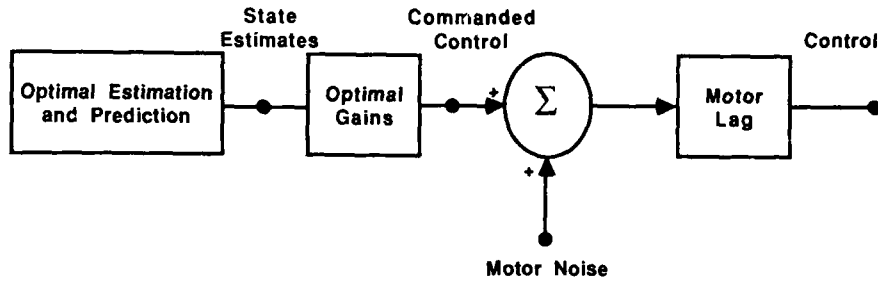 State
Estimates
Commanded
Control
Control
Optimal Estimation
and Prediction
Optimal
Gains
+
Σ
Motor
Lag
+
Motor Noise